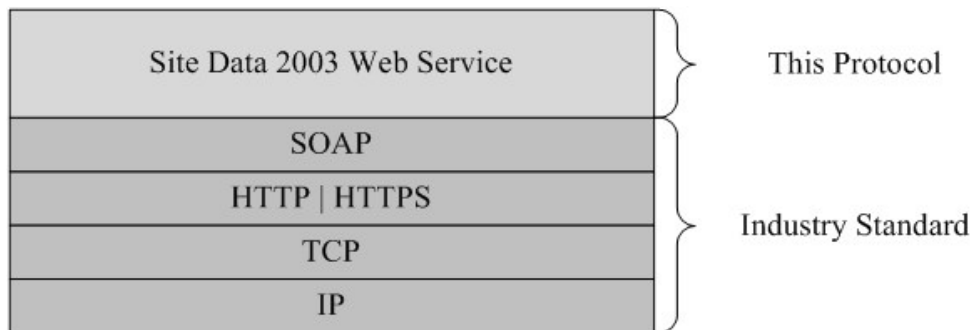 Site Data 2003 Web Service
This Protocol
SOAP
HTTP | HTTPS
TCP
IP
Industry Standard